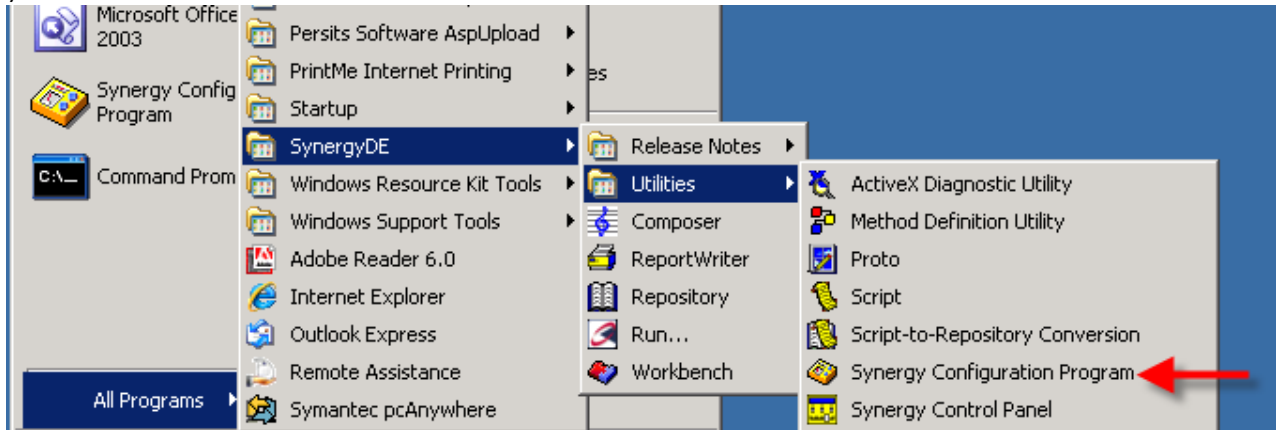 Microsoft Office
2003
Synergy Config
Program
C:\_
Command Prom
All Programs
Persits Software AspUpload
PrintMe Internet Printing
Startup
SynergyDE
Windows Resource Kit Tools
Windows Support Tools
Adobe Reader 6.0
Internet Explorer
Outlook Express
Remote Assistance
Symantec pcAnywhere
es
Release Notes
Utilities
Composer
ReportWriter
Repository
Run...
Workbench
ActiveX Diagnostic Utility
Method Definition Utility
Proto
Script
Script-to-Repository Conversion
Synergy Configuration Program
Synergy Control Panel